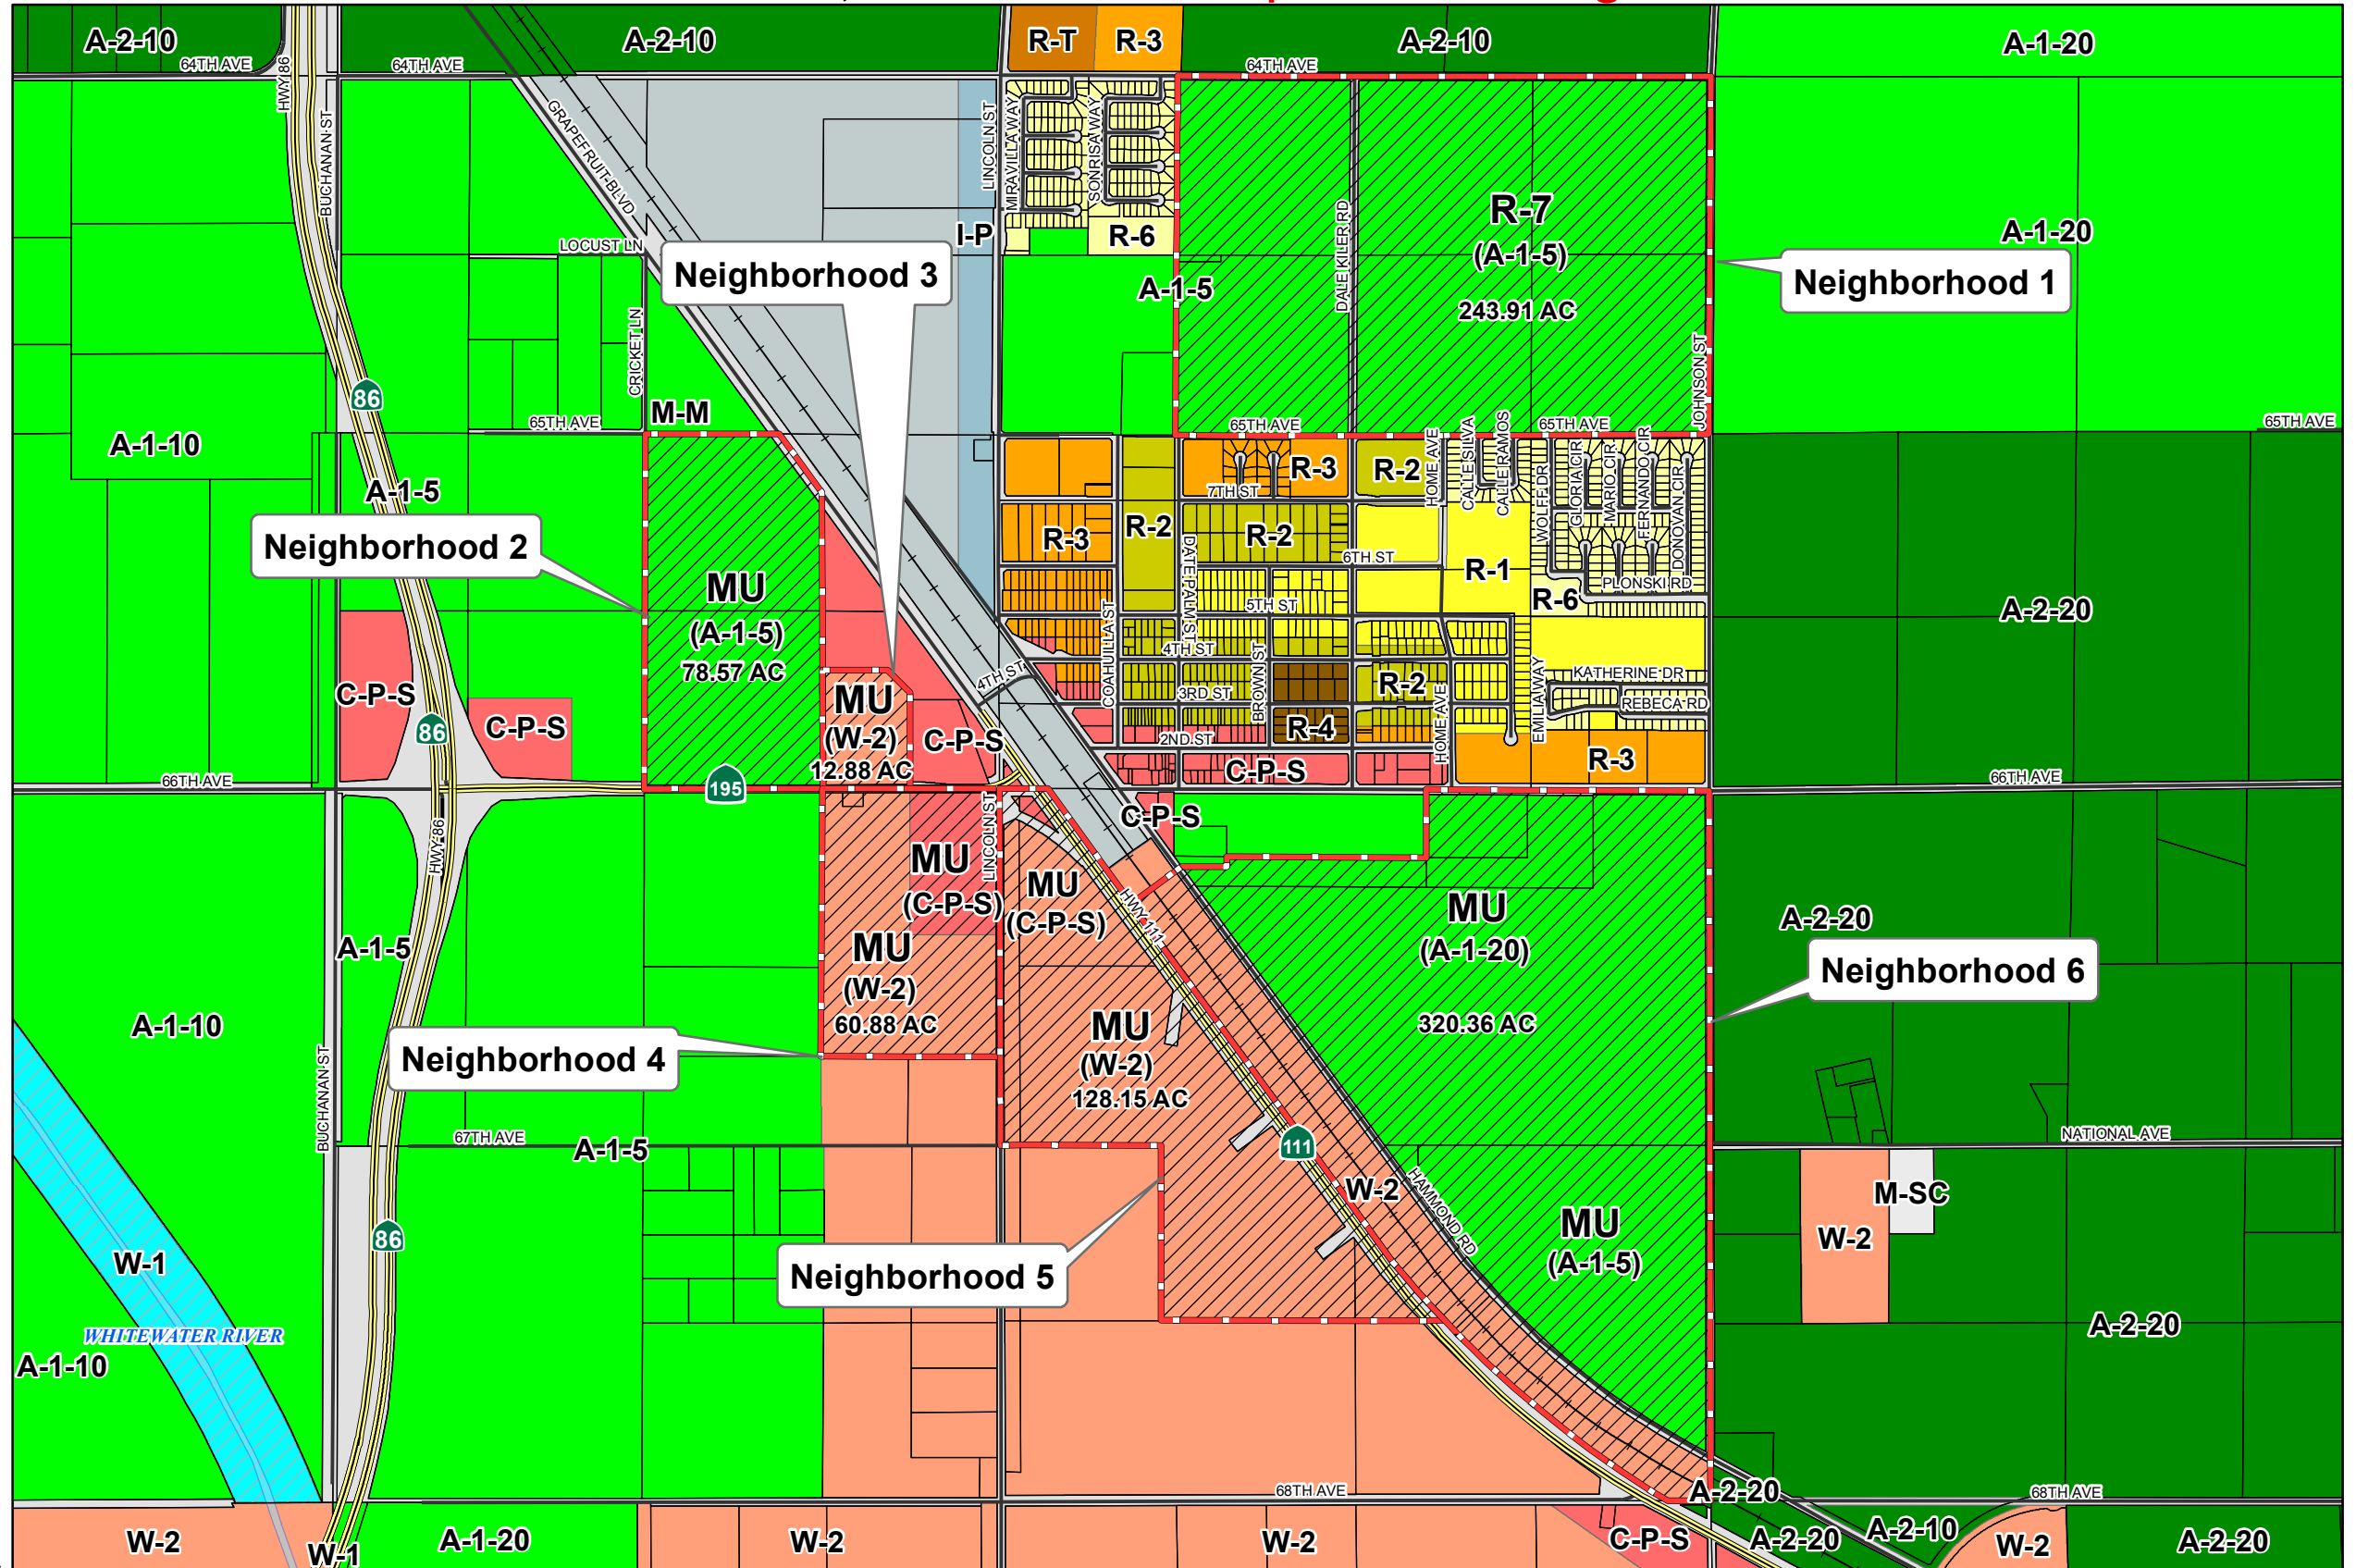 A-2-10
A-2-10
R-T
R-3
A-2-10
A-1-20
64TH AVE
64TH AVE
64TH AVE
HWY 86
BUCHANAN ST
GRAPEFRUIT BLVD
LINCOLN ST
MIRAVILLA WAY
SONRISA WAY
DALE KILER RD
R-7
(A-1-5)
243.91 AC
I-P
R-6
A-1-20
LOCUST LN
Neighborhood 3
A-1-5
Neighborhood 1
CRICKET LN
JOHNSON ST
86
M-M
65TH AVE
65TH AVE
65TH AVE
65TH AVE
A-1-10
A-1-5
R-3
R-2
HOME AVE
CALLE SILVA
CALLE RAMOS
WOLFF DR
GLORIA CIR
MARIO CIR
FERNANDO CIR
DONOVAN CIR
7TH ST
Neighborhood 2
R-3
R-2
R-2
DATE PALM ST
6TH ST
R-1
PLONSKI RD
R-6
MU
(A-1-5)
78.57 AC
5TH ST
A-2-20
COAHUILLA ST
4TH ST
4TH ST
BROWN ST
3RD ST
R-2
EMILIA WAY
KATHERINE DR
REBECA RD
C-P-S
86
C-P-S
MU
(W-2)
12.88 AC
C-P-S
2ND ST
R-4
HOME AVE
R-3
C-P-S
66TH AVE
195
66TH AVE
C-P-S
HWY 86
LINCOLN ST
MU
(C-P-S)
MU
(C-P-S)
HWY 111
MU
(A-1-20)
320.36 AC
A-2-20
A-1-5
MU
(W-2)
60.88 AC
Neighborhood 6
A-1-10
MU
(W-2)
128.15 AC
Neighborhood 4
BUCHANAN ST
67TH AVE
A-1-5
111
NATIONAL AVE
W-2
HAMMOND RD
M-SC
W-2
86
W-1
MU
(A-1-5)
Neighborhood 5
WHITEWATER RIVER
A-2-20
A-1-10
68TH AVE
A-2-20
68TH AVE
W-2
W-1
A-1-20
W-2
W-2
C-P-S
A-2-20
A-2-10
W-2
A-2-20